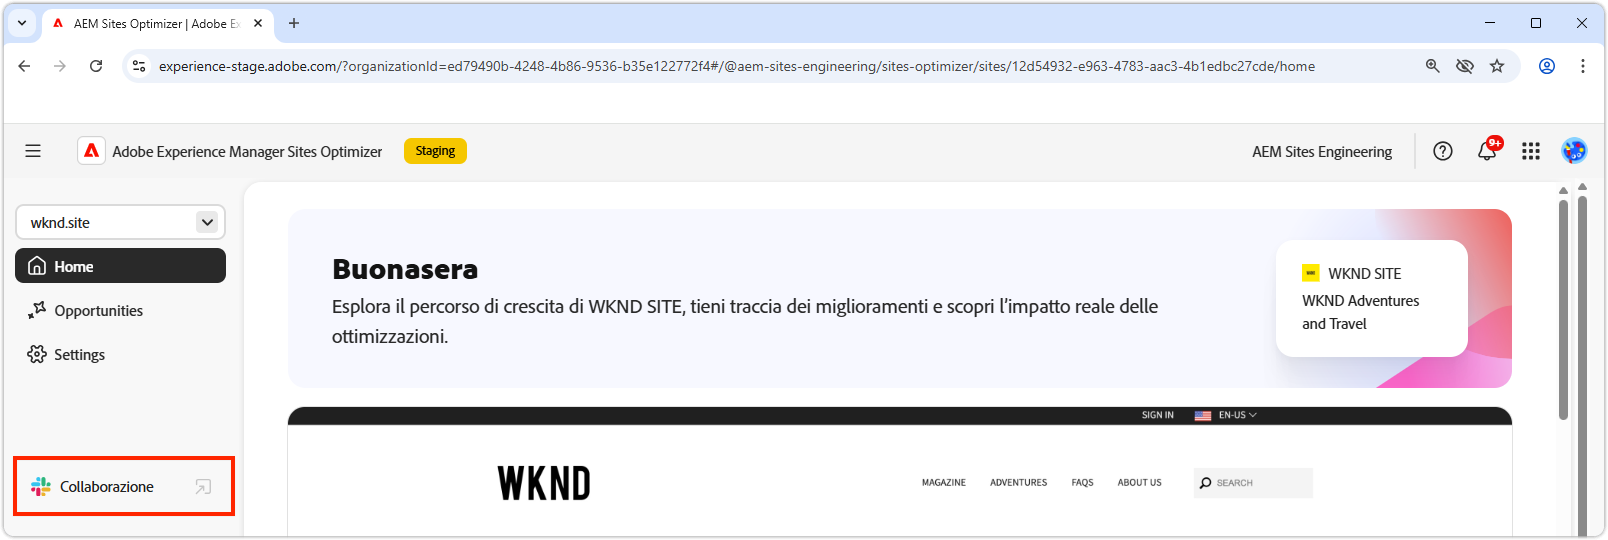 AEM Sites Optimizer | Adobe Ex
experience-stage.adobe.com/?organizationId=ed79490b-4248-4b86-9536-b35e122772f4#/@aem-sites-engineering/sites-optimizer/sites/12d54932-e963-4783-aac3-4b1edbc27cde/home
Adobe Experience Manager Sites Optimizer
Staging
AEM Sites Engineering
9+
wknd.site
Home
Opportunities
Settings
Collaborazione
Buonasera
Esplora il percorso di crescita di WKND SITE, tieni traccia dei miglioramenti e scopri l’impatto reale delle
ottimizzazioni.
WKND SITE
WKND Adventures
and Travel
SIGN IN
EN-US
WKND
MAGAZINE
ADVENTURES
FAQS
ABOUT US
SEARCH